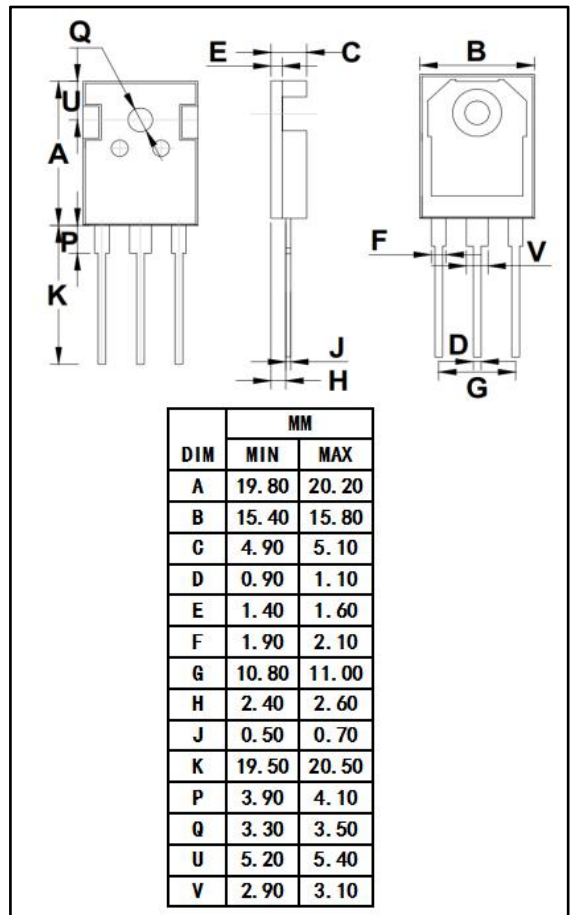 Q
E C B
U
A
P
K
F V
J
D
H
G
MM
DIM MIN MAX
A 19.80 20.20
B 15.40 15.80
C 4.90 5.10
D 0.90 1.10
E 1.40 1.60
F 1.90 2.10
G 10.80 11.00
H 2.40 2.60
J 0.50 0.70
K 19.50 20.50
P 3.90 4.10
Q 3.30 3.50
U 5.20 5.40
V 2.90 3.10